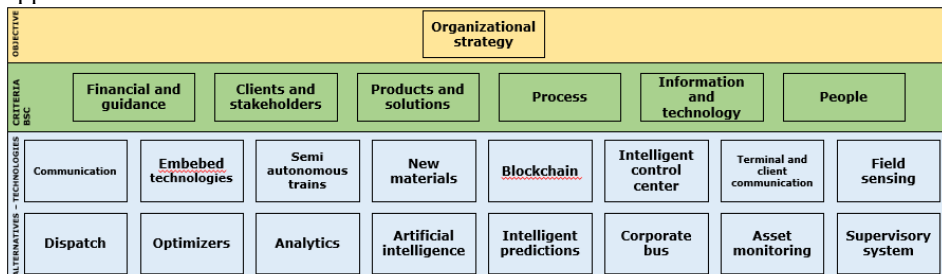 OBJECTIVE
Organizational
strategy
CRITERIA
BSC
Financial and
guidance
Clients and
stakeholders
Products and
solutions
Process
Information
and
technology
People
ALTERNATIVES – TECHNOLOGIES
Communication
Embebed
technologies
Semi
autonomous
trains
New
materials
Blockchain
Intelligent
control
center
Terminal and
client
communication
Field
sensing
Dispatch
Optimizers
Analytics
Artificial
intelligence
Intelligent
predictions
Corporate
bus
Asset
monitoring
Supervisory
system